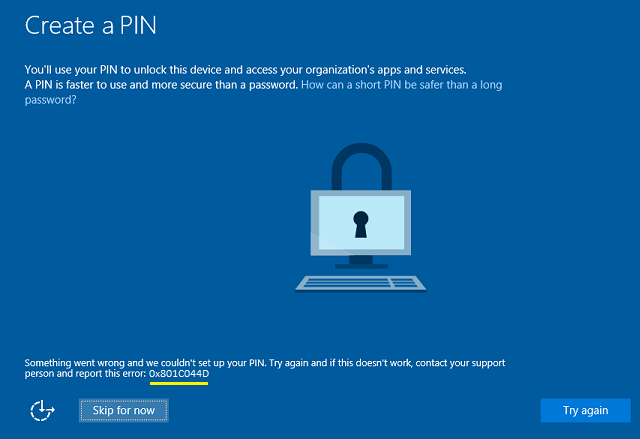 Create a PIN
You'll use your PIN to unlock this device and access your organization's apps and services.
A PIN is faster to use and more secure than a password. How can a short PIN be safer than a long
password?
Something went wrong and we couldn't set up your PIN. Try again and if this doesn't work, contact your support
person and report this error: 0x801C044D
Skip for now
Try again